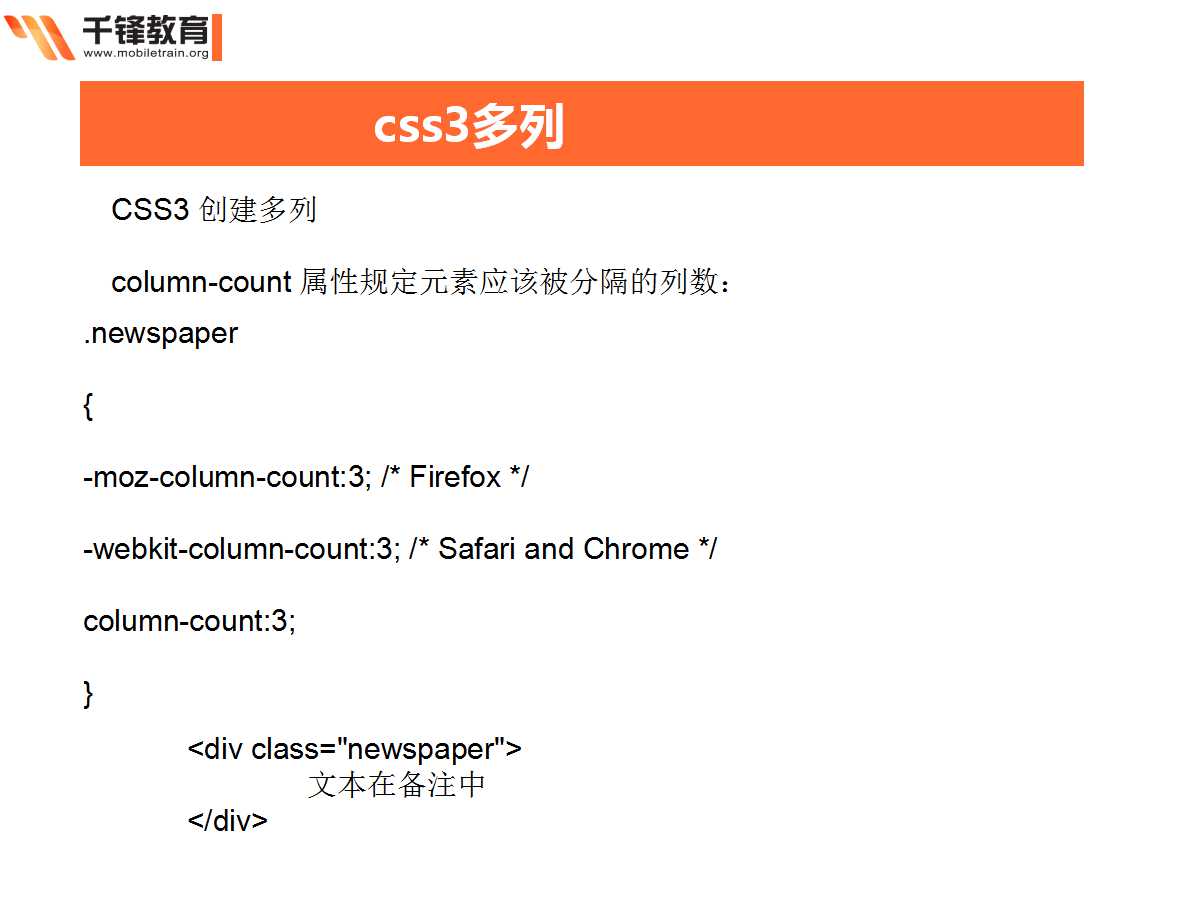 千锋教育
www.mobiletrain.org
css3多列
CSS3 创建多列
column-count 属性规定元素应该被分隔的列数：
.newspaper
{
-moz-column-count:3; /* Firefox */
-webkit-column-count:3; /* Safari and Chrome */
column-count:3;
}
<div class="newspaper">
文本在备注中
</div>